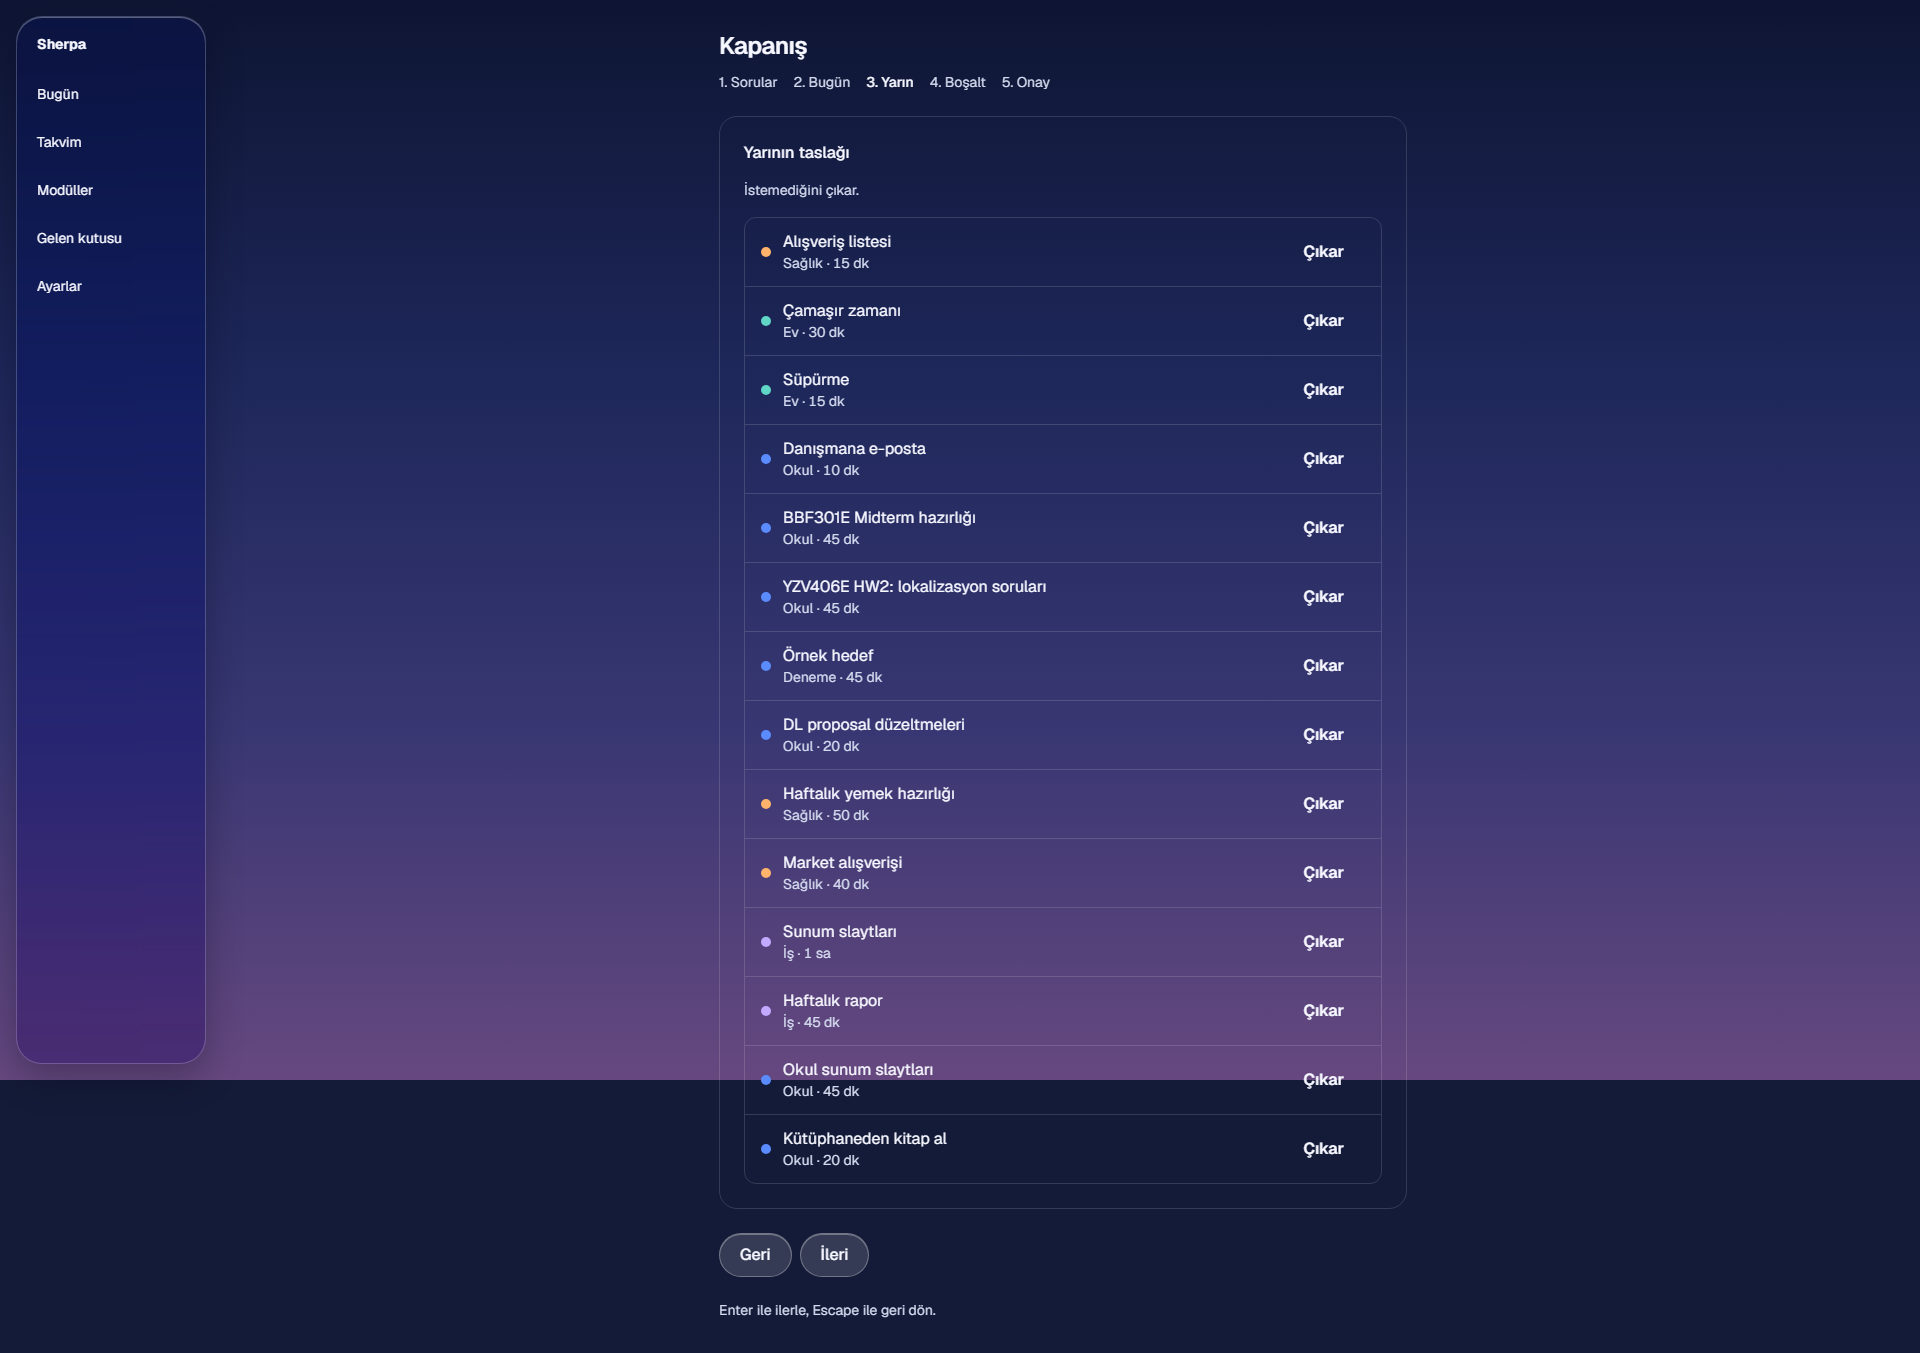 Sherpa
Bugün
Takvim
Modüller
Gelen kutusu
Ayarlar
Kapanış
1. Sorular 2. Bugün 3. Yarın 4. Boşalt 5. Onay
Yarının taslağı
İstemediğini çıkar.
Alışveriş listesi
Sağlık · 15 dk
Çıkar
Çamaşır zamanı
Ev · 30 dk
Çıkar
Süpürme
Ev · 15 dk
Çıkar
Danışmana e-posta
Okul · 10 dk
Çıkar
BBF301E Midterm hazırlığı
Okul · 45 dk
Çıkar
YZV406E HW2: lokalizasyon soruları
Okul · 45 dk
Çıkar
Örnek hedef
Deneme · 45 dk
Çıkar
DL proposal düzeltmeleri
Okul · 20 dk
Çıkar
Haftalık yemek hazırlığı
Sağlık · 50 dk
Çıkar
Market alışverişi
Sağlık · 40 dk
Çıkar
Sunum slaytları
İş · 1 sa
Çıkar
Haftalık rapor
İş · 45 dk
Çıkar
Okul sunum slaytları
Okul · 45 dk
Çıkar
Kütüphaneden kitap al
Okul · 20 dk
Çıkar
Geri
İleri
Enter ile ilerle, Escape ile geri dön.